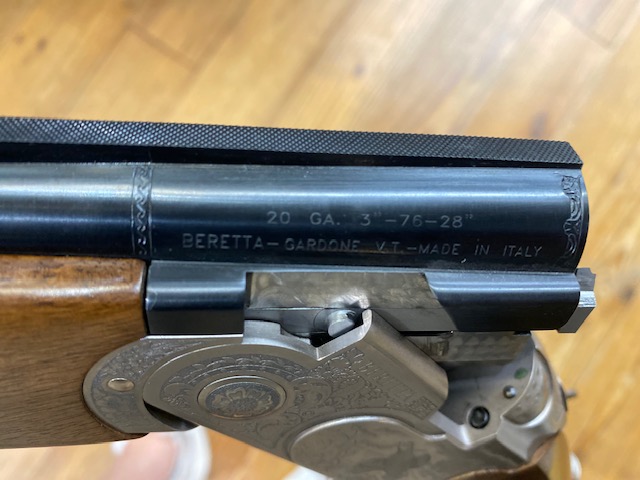 20 GA. 3"-76-28"
BERETTA-GARDONE V.T.-MADE IN ITALY